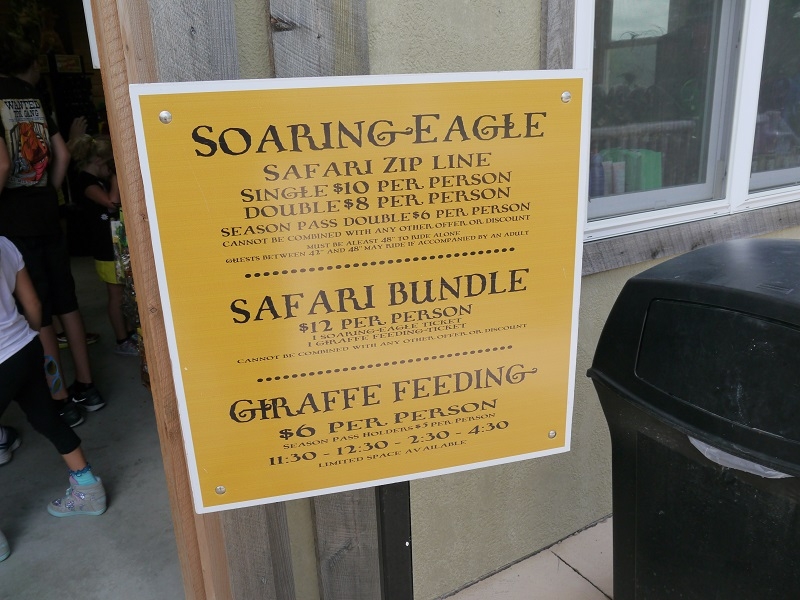 WANTED
SOARING EAGLE
SAFARI ZIP LINE
SINGLE $10 PER PERSON
DOUBLE $8 PER PERSON
SEASON PASS DOUBLE $6 PER PERSON
CANNOT BE COMBINED WITH ANY OTHER OFFER OR DISCOUNT
MUST BE ALEAST 48" TO RIDE ALONE
GUESTS BETWEEN 42" AND 48" MAY RIDE IF ACCOMPANIED BY AN ADULT
SAFARI BUNDLE
$12 PER PERSON
1 SOARING EAGLE TICKET
1 GIRAFFE FEEDING TICKET
CANNOT BE COMBINED WITH ANY OTHER OFFER OR DISCOUNT
GIRAFFE FEEDING
$6 PER PERSON
SEASON PASS HOLDERS $5 PER PERSON
11:30 - 12:30 - 2:30 - 4:30
LIMITED SPACE AVAILABLE